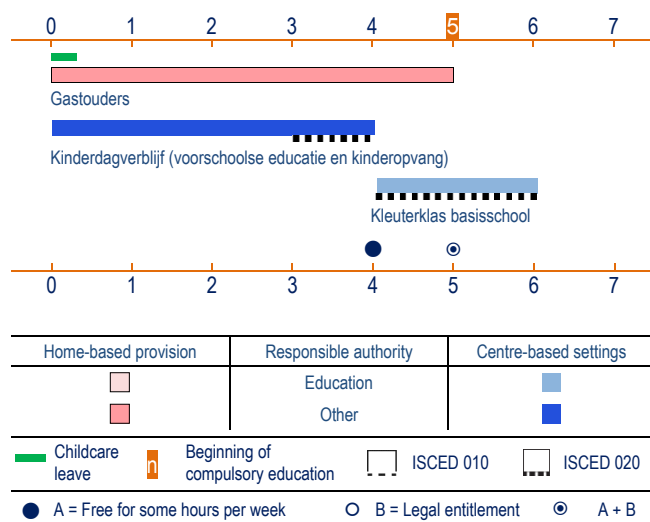 0 1 2 3 4 5 6 7
Gastouders
Kinderdagverblijf (voorschoolse educatie en kinderopvang)
Kleuterklas basisschool
0 1 2 3 4 5 6 7
Home-based provision Responsible authority Centre-based settings
Education
Other
Childcare leave
n Beginning of compulsory education
ISCED 010
ISCED 020
A = Free for some hours per week B = Legal entitlement A + B